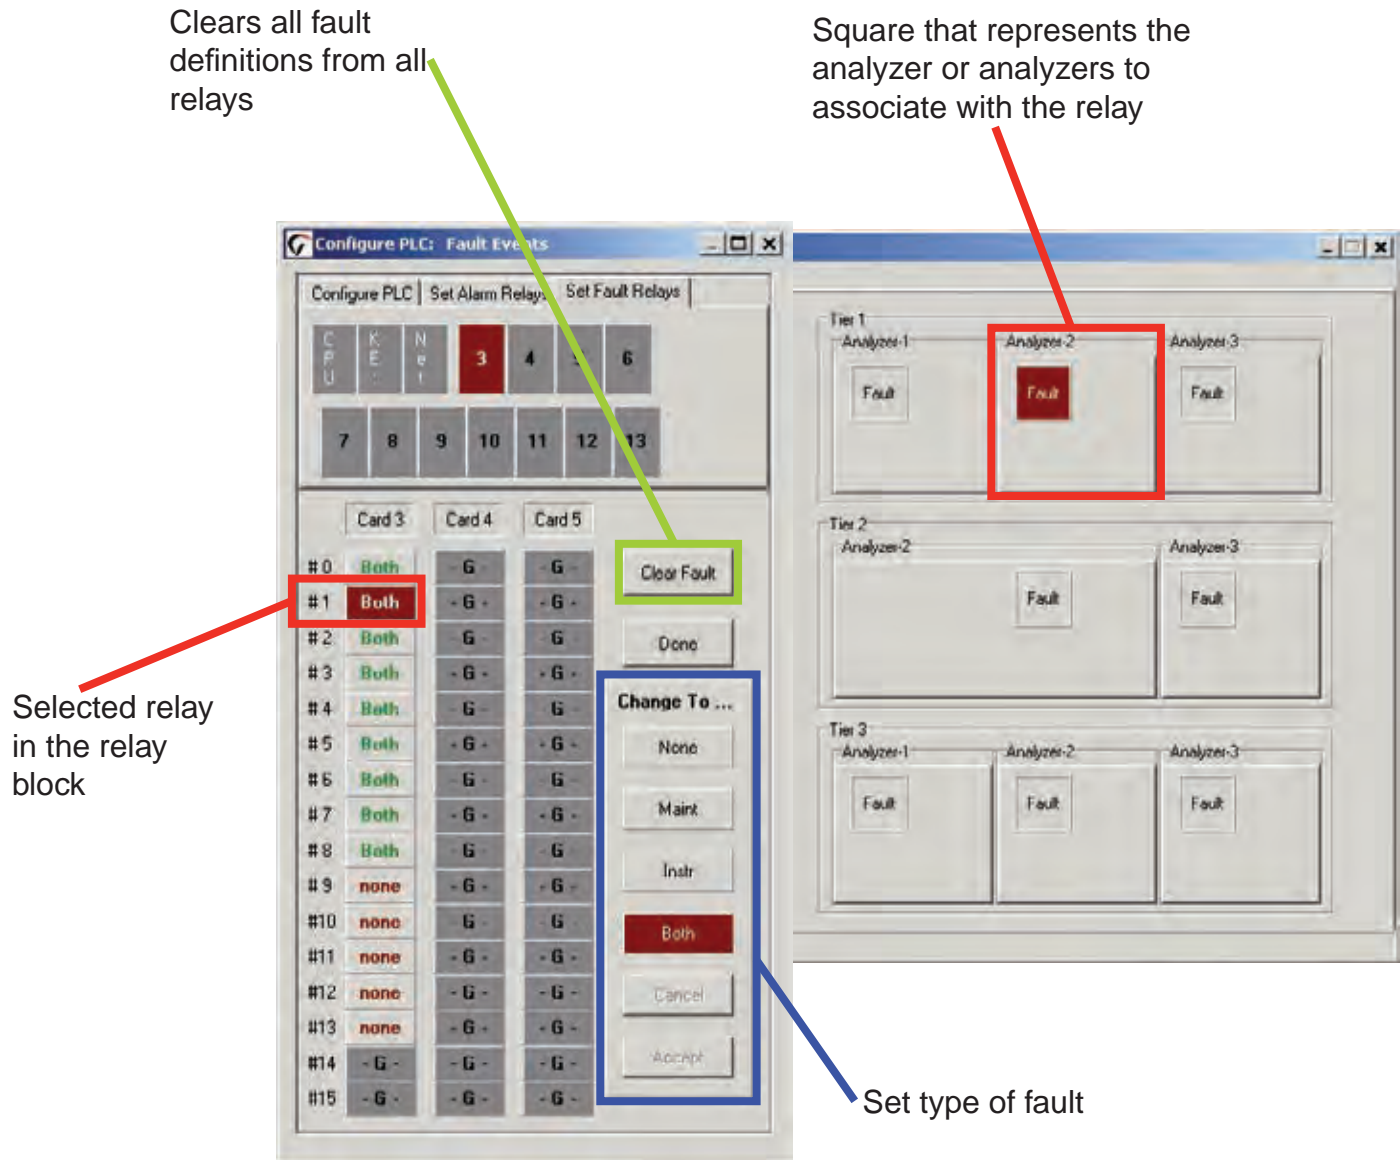 Clears all fault
definitions from all
relays
Square that represents the
analyzer or analyzers to
associate with the relay
Configure PLC: Fault Events
Configure PLC Set Alarm Relays Set Fault Relays
CPU KE: Net 3 4 5 6
7 8 9 10 11 12 13
Card 3 Card 4 Card 5
#0 Both - G - - G -
Clear Fault
#1 Both - G - - G -
#2 Both - G - - G -
Done
#3 Both - G - - G -
Change To ...
#4 Both - G - - G -
#5 Both - G - - G -
None
#6 Both - G - - G -
#7 Both - G - - G -
Maint
#8 Both - G - - G -
Instr
#9 none - G - - G -
#10 none - G - - G -
Both
#11 none - G - - G -
#12 none - G - - G -
Cancel
#13 none - G - - G -
#14 - G - - G - - G -
Accept
#15 - G - - G - - G -
Tier 1
Analyzer-1 Analyzer-2 Analyzer-3
Fault Fault Fault
Tier 2
Analyzer-2 Analyzer-3
Fault Fault
Tier 3
Analyzer-1 Analyzer-2 Analyzer-3
Fault Fault Fault
Selected relay
in the relay
block
Set type of fault